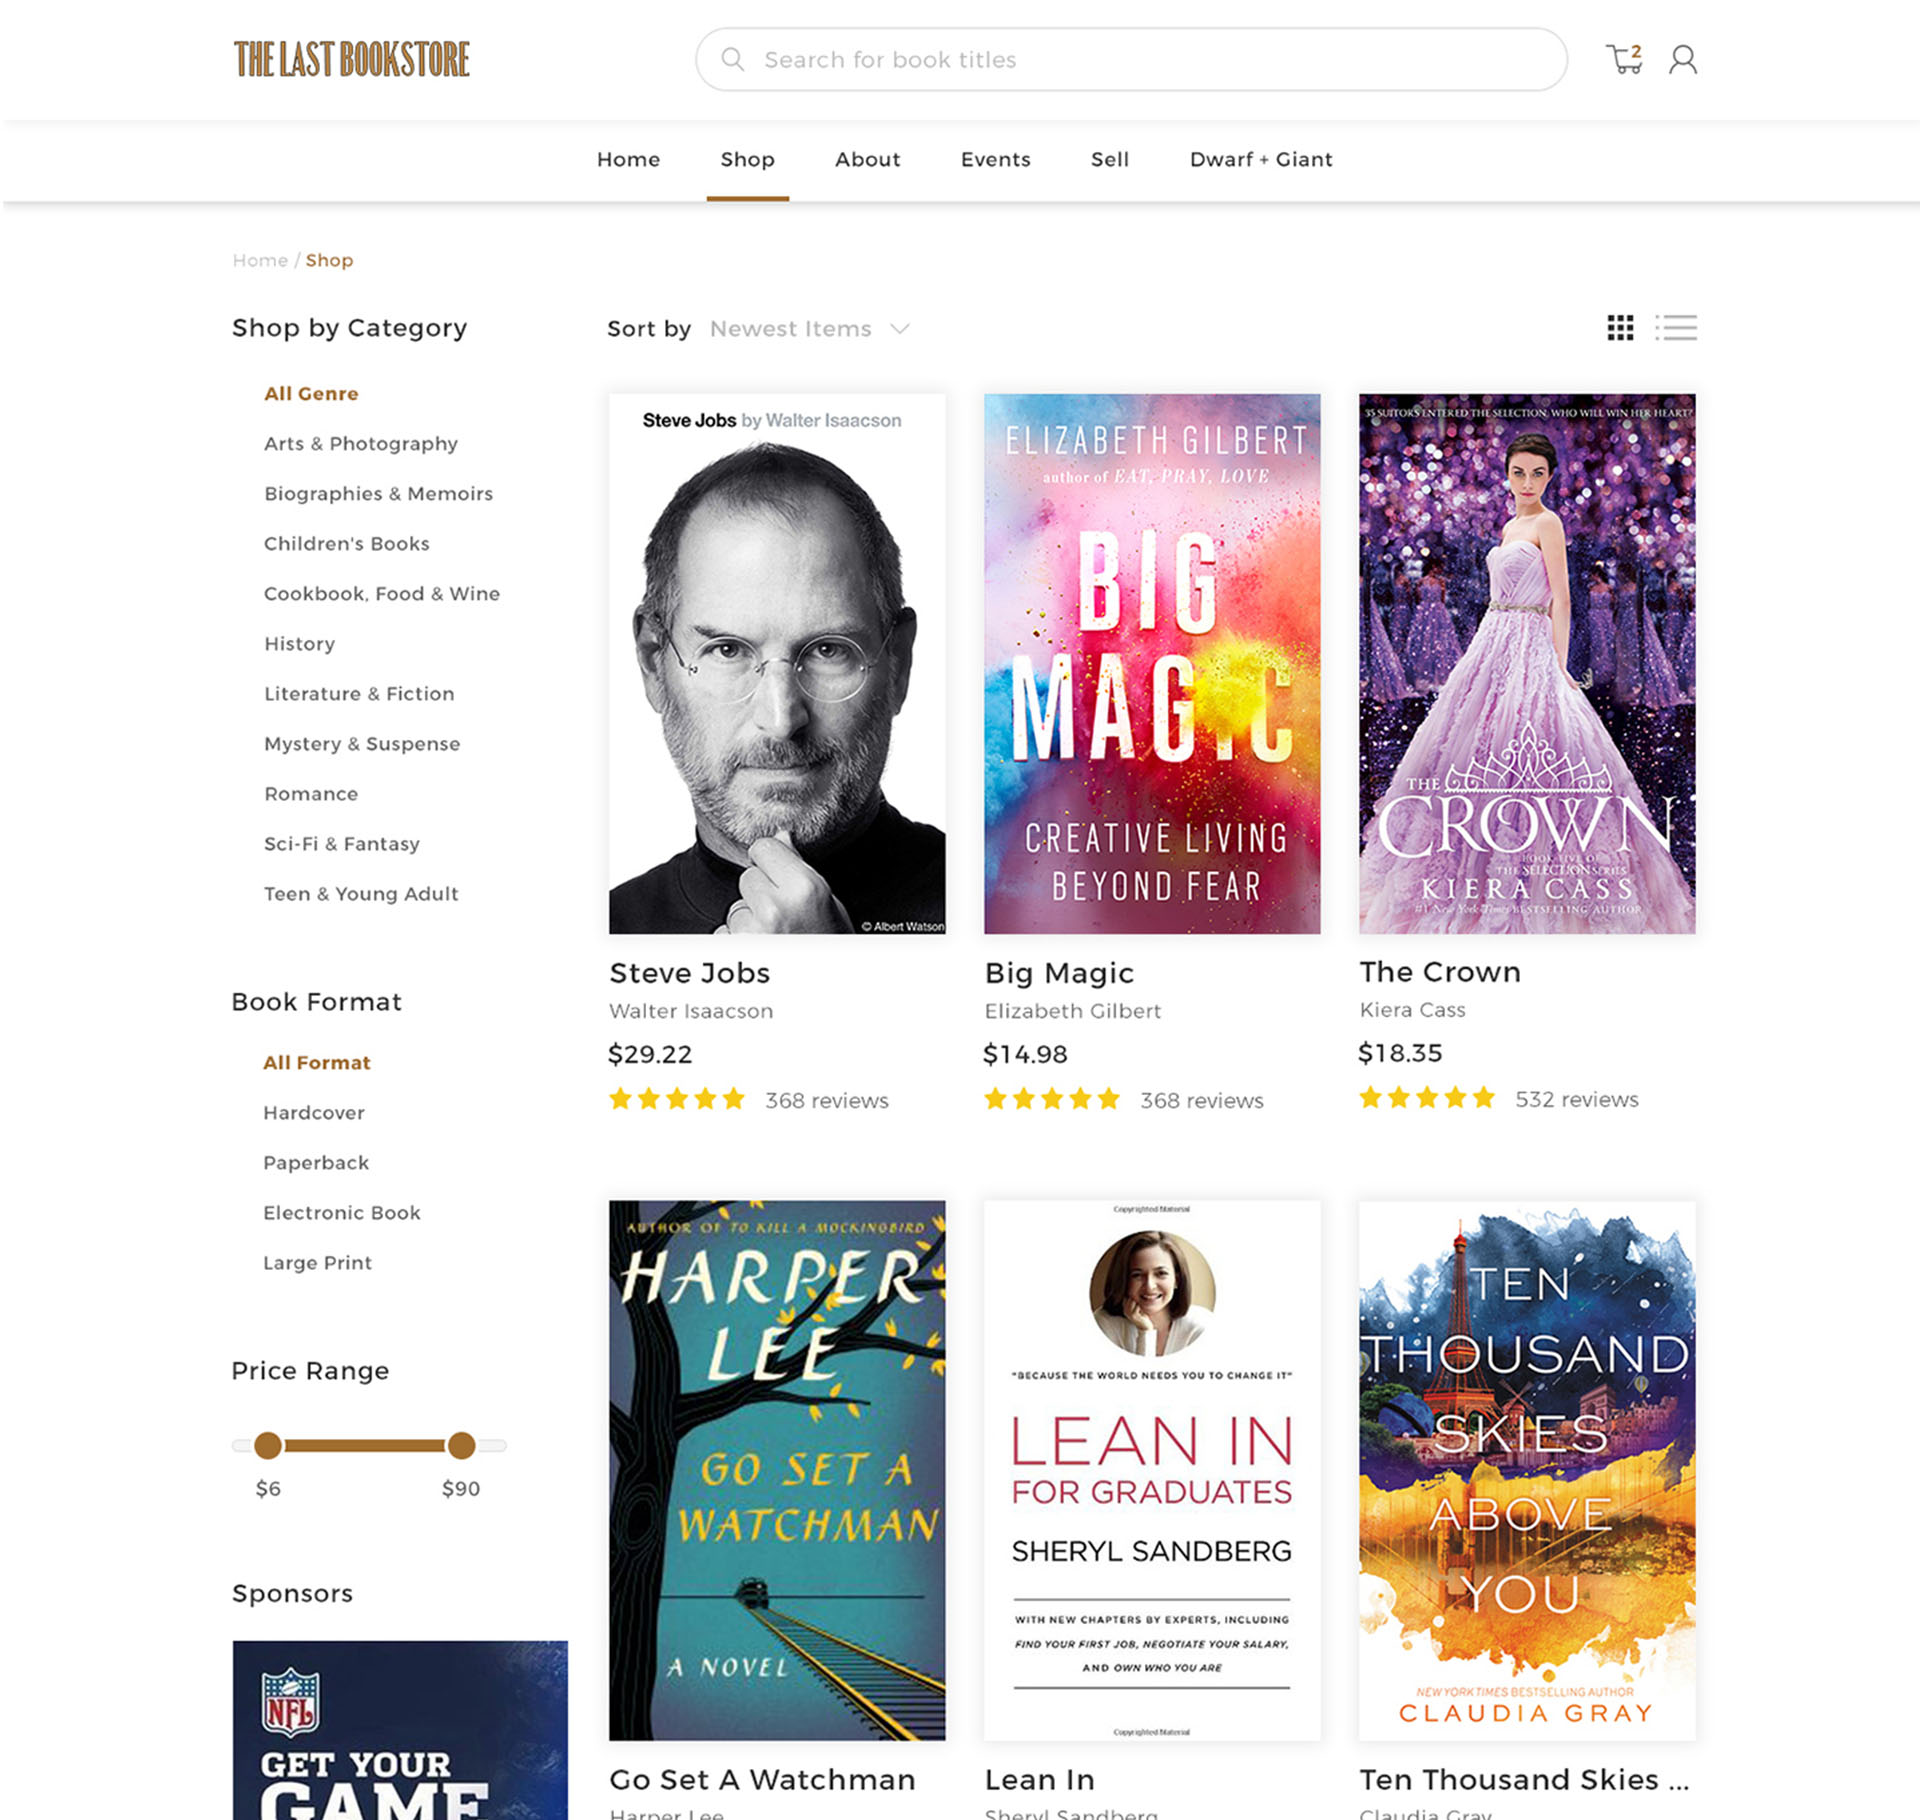 THE LAST BOOKSTORE
Search for book titles
2
Home
Shop
About
Events
Sell
Dwarf + Giant
Home / Shop
Shop by Category
All Genre
Arts & Photography
Biographies & Memoirs
Children's Books
Cookbook, Food & Wine
History
Literature & Fiction
Mystery & Suspense
Romance
Sci-Fi & Fantasy
Teen & Young Adult
Book Format
All Format
Hardcover
Paperback
Electronic Book
Large Print
Price Range
$6
$90
Sponsors
NFL
GET YOUR
GAME
Sort by Newest Items
Steve Jobs by Walter Isaacson
© Albert Watson
Steve Jobs
Walter Isaacson
$29.22
368 reviews
ELIZABETH GILBERT
author of EAT, PRAY, LOVE
BIG
MAGIC
CREATIVE LIVING
BEYOND FEAR
Big Magic
Elizabeth Gilbert
$14.98
368 reviews
35 SUITORS ENTERED THE SELECTION. WHO WILL WIN HER HEART?
THE
CROWN
BOOK FIVE OF
THE SELECTION SERIES
KIERA CASS
#1 New York Times BESTSELLING AUTHOR
The Crown
Kiera Cass
$18.35
532 reviews
AUTHOR OF TO KILL A MOCKINGBIRD
HARPER
LEE
GO SET A
WATCHMAN
A NOVEL
Go Set A Watchman
Harper Lee
Copyrighted Material
"BECAUSE THE WORLD NEEDS YOU TO CHANGE IT"
LEAN IN
FOR GRADUATES
SHERYL SANDBERG
WITH NEW CHAPTERS BY EXPERTS, INCLUDING
FIND YOUR FIRST JOB, NEGOTIATE YOUR SALARY,
AND OWN WHO YOU ARE
Copyrighted Material
Lean In
Sheryl Sandberg
TEN
THOUSAND
SKIES
ABOVE
YOU
NEW YORK TIMES BESTSELLING AUTHOR
CLAUDIA GRAY
Ten Thousand Skies ...
Claudia Gray